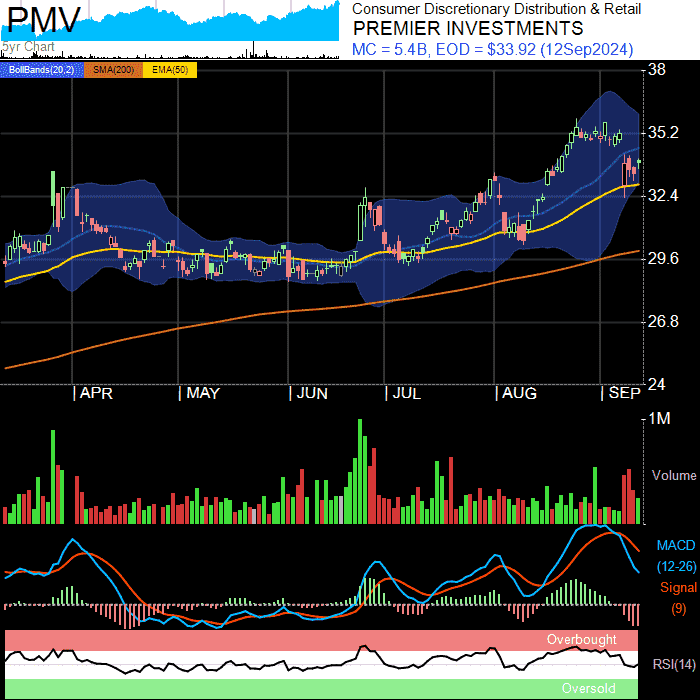 PMV
5yr Chart
Consumer Discretionary Distribution & Retail
PREMIER INVESTMENTS
MC = 5.4B, EOD = $33.92 (12Sep2024)
BollBands(20,2) SMA(200) EMA(50)
38
35.2
32.4
29.6
26.8
24
APR MAY JUN JUL AUG SEP
1M
Volume
MACD
(12-26)
Signal
(9)
Overbought
RSI(14)
Oversold